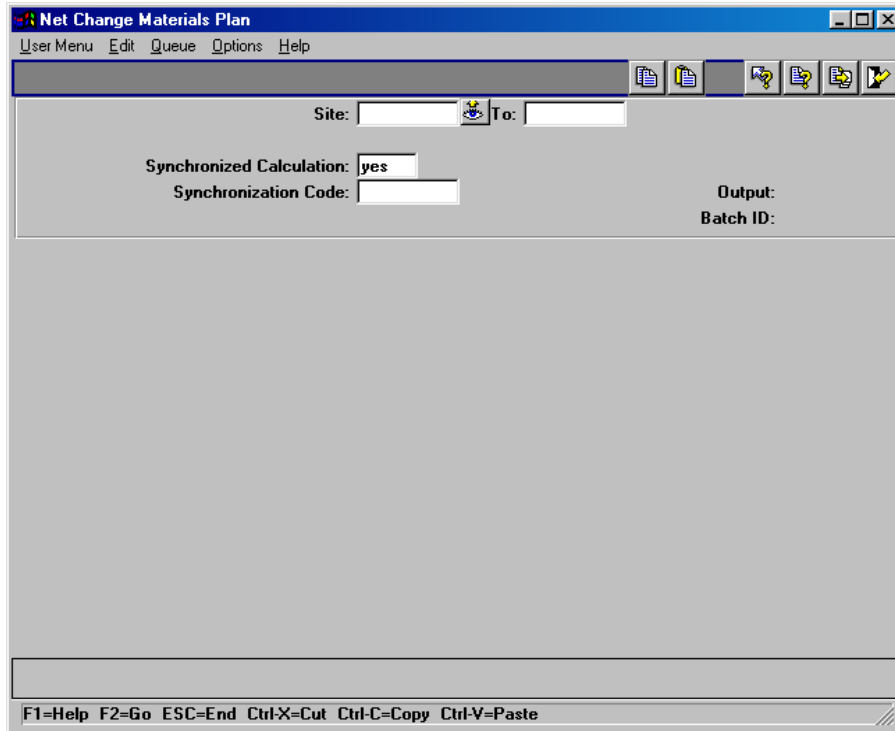 Net Change Materials Plan
User Menu Edit Queue Options Help
Site: To:
Synchronized Calculation: yes
Synchronization Code: Output:
Batch ID:
F1=Help F2=Go ESC=End Ctrl-X=Cut Ctrl-C=Copy Ctrl-V=Paste